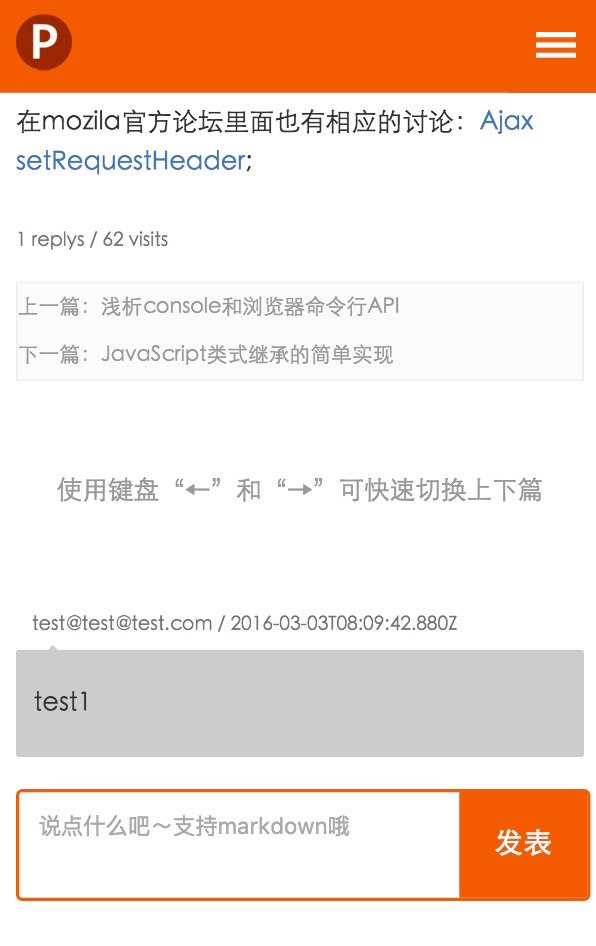 P
在mozila官方论坛里面也有相应的讨论：Ajax
setRequestHeader;
1 replys / 62 visits
上一篇：浅析console和浏览器命令行API
下一篇：JavaScript类式继承的简单实现
使用键盘“←”和“→”可快速切换上下篇
test@test@test.com / 2016-03-03T08:09:42.880Z
test1
说点什么吧～支持markdown哦
发表